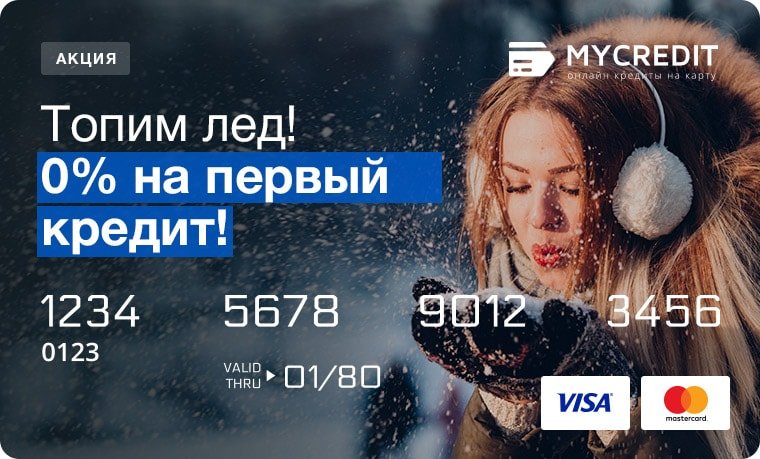 АКЦИЯ
MYCREDIT
онлайн кредиты на карту
Топим лед!
0% на первый
кредит!
1234 5678 9012 3456
0123
VALID
THRU 01/80
VISA
mastercard.